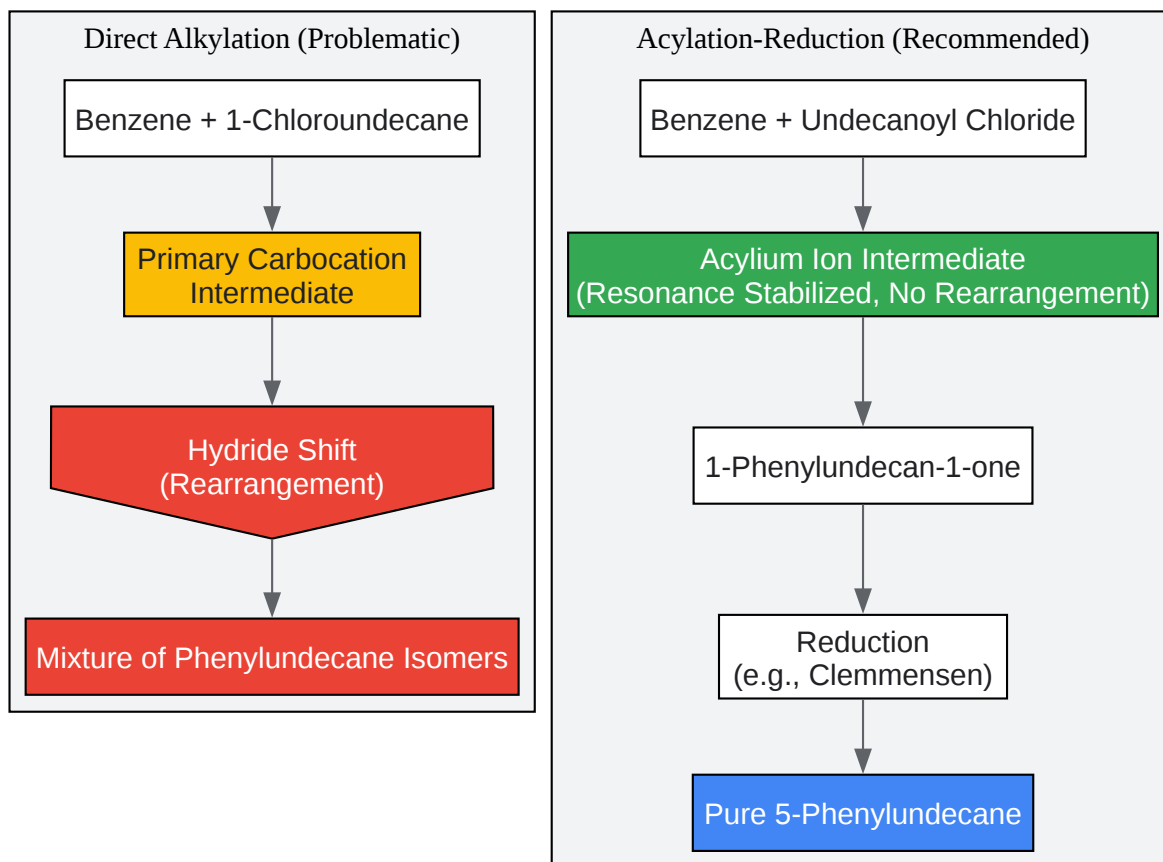 Direct Alkylation (Problematic)
Benzene + 1-Chloroundecane
Primary Carbocation
Intermediate
Hydride Shift
(Rearrangement)
Mixture of Phenylundecane Isomers
Acylation-Reduction (Recommended)
Benzene + Undecanoyl Chloride
Acylium Ion Intermediate
(Resonance Stabilized, No Rearrangement)
1-Phenylundecan-1-one
Reduction
(e.g., Clemmensen)
Pure 5-Phenylundecane